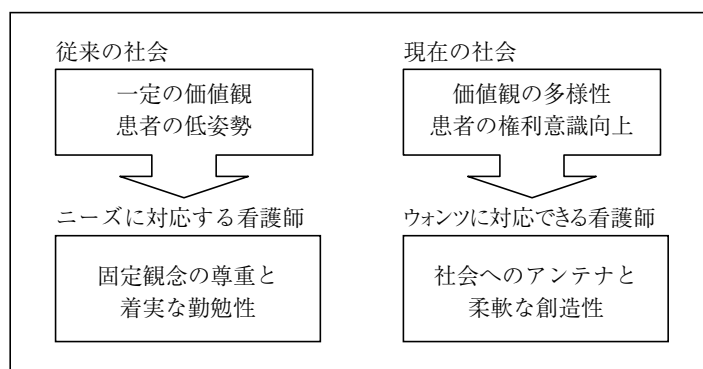 従来の社会
一定の価値観
患者の低姿勢
ニーズに対応する看護師
固定観念の尊重と
着実な勤勉性
現在の社会
価値観の多様性
患者の権利意識向上
ウォンツに対応できる看護師
社会へのアンテナと
柔軟な創造性